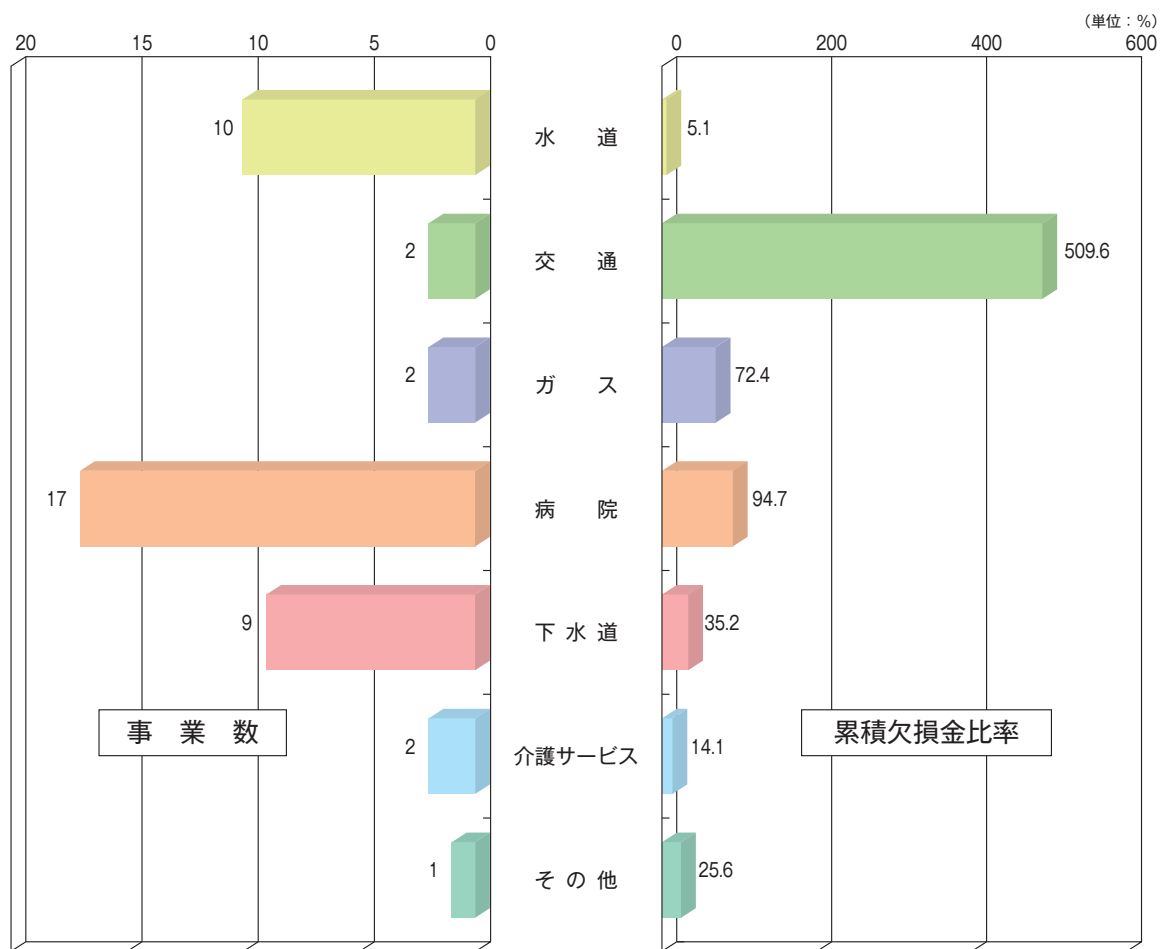 (単位:%)
20 15 10 5 0 0 200 400 600
10 水道 5.1
2 交通 509.6
2 ガス 72.4
17 病院 94.7
9 下水道 35.2
事業数 累積欠損金比率
2 介護サービス 14.1
1 その他 25.6